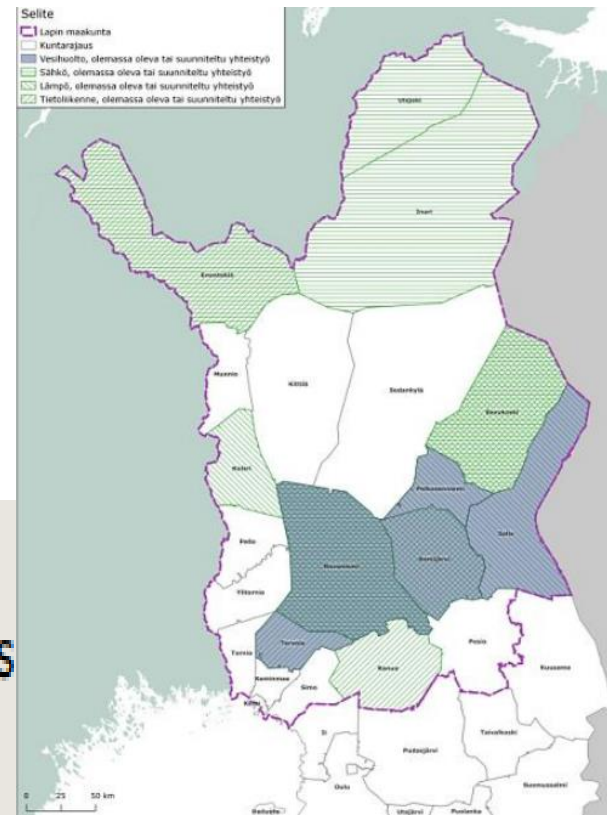 Selite
Lapin maakunta
Kuntarajaus
Vesihuolto, olemassa oleva tai suunniteltu yhteistyö
Sähkö, olemassa oleva tai suunniteltu yhteistyö
Lämpö, olemassa oleva tai suunniteltu yhteistyö
Tietoliikenne, olemassa oleva tai suunniteltu yhteistyö
Utsjoki
Inari
Enontekiö
Muonio
Kittilä
Sodankylä
Savukoski
Kolari
Pelkosenniemi
Salla
Pello
Rovaniemi
Kemijärvi
Ylitornio
Tervola
Posio
Tornio
Ranua
Kuusamo
Keminmaa
Simo
Kemi
S
Ii
Pudasjärvi
Taivalkoski
Oulu
Suomussalmi
0 25 50 km
Hailuoto
Utajärvi
Puolanka